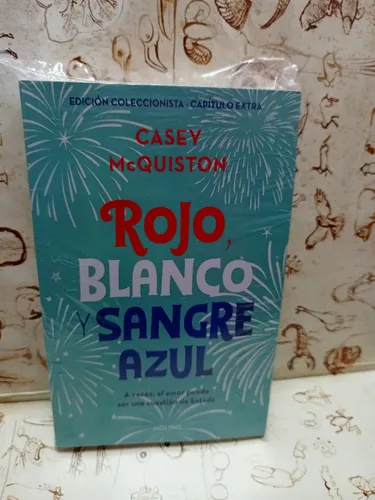 EDICIÓN COLECCIONISTA · CAPÍTULO EXTRA
CASEY
McQUISTON
ROJO,
BLANCO
Y SANGRE
AZUL
A veces, el amor puede
ser una cuestión de Estado